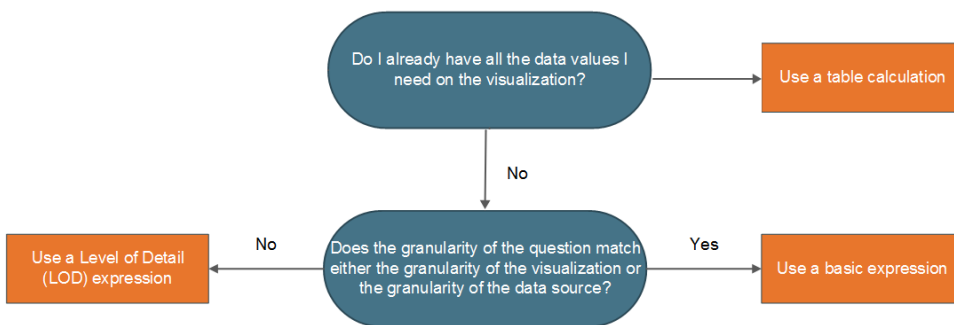 Do I already have all the data values I
need on the visualization?
Use a table calculation
No
Use a Level of Detail
(LOD) expression
No
Does the granularity of the question match
either the granularity of the visualization or
the granularity of the data source?
Yes
Use a basic expression